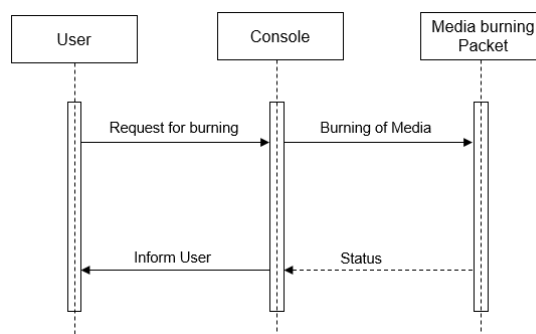 User
Console
Media burning
Packet
Request for burning
Burning of Media
Inform User
Status